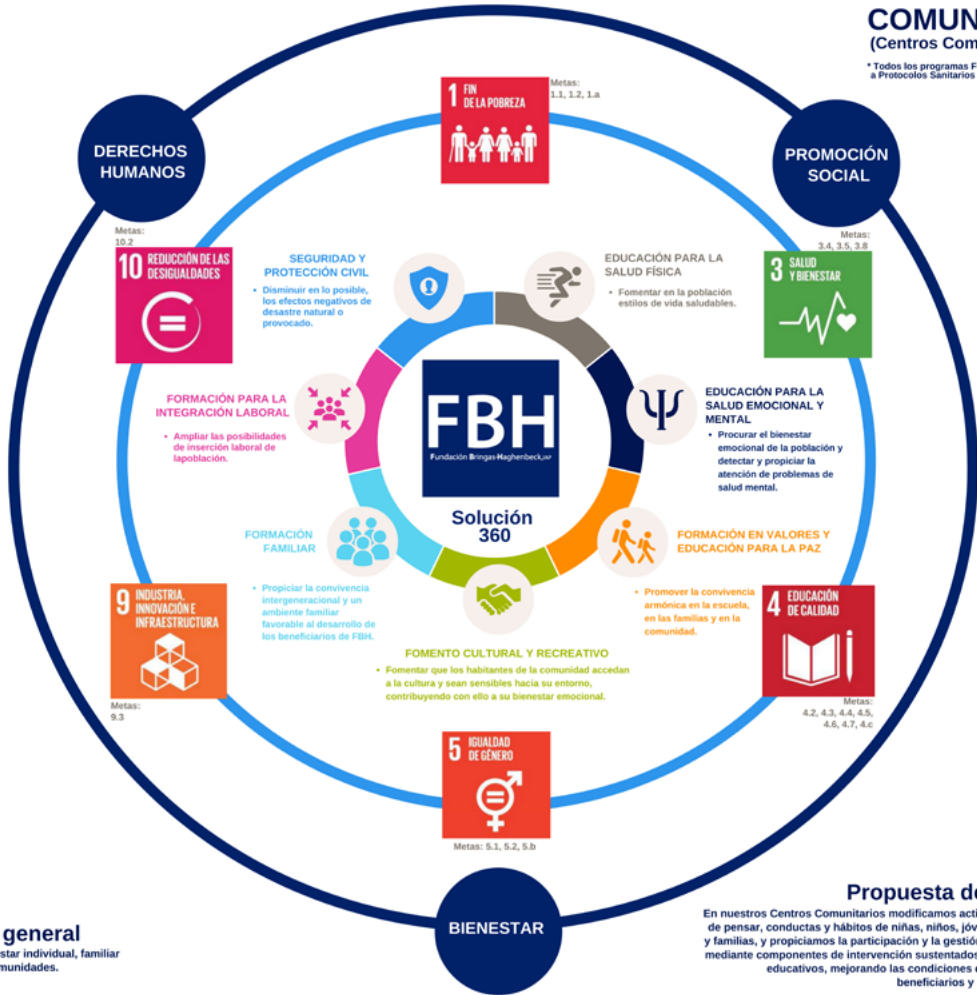 COMUN
(Centros Com
* Todos los programas F
a Protocolos Sanitarios
DERECHOS
HUMANOS
PROMOCIÓN
SOCIAL
1 FIN
DE LA POBREZA
Metas:
1.1, 1.2, 1.a
Metas:
10.2
10 REDUCCIÓN DE LAS
DESIGUALDADES
Metas:
3.4, 3.5, 3.8
3 SALUD
Y BIENESTAR
SEGURIDAD Y
PROTECCIÓN CIVIL
• Disminuir en lo posible,
los efectos negativos de
desastre natural o
provocado.
EDUCACIÓN PARA LA
SALUD FÍSICA
• Fomentar en la población
estilos de vida saludables.
FORMACIÓN PARA LA
INTEGRACIÓN LABORAL
• Ampliar las posibilidades
de inserción laboral de
lapoblación.
FBH
Fundación Bringas-Haghenbeck,IAP
Solución
360
EDUCACIÓN PARA LA
SALUD EMOCIONAL Y
MENTAL
• Procurar el bienestar
emocional de la población y
detectar y propiciar la
atención de problemas de
salud mental.
FORMACIÓN
FAMILIAR
• Propiciar la convivencia
intergeneracional y un
ambiente familiar
favorable al desarrollo de
los beneficiarios de FBH.
FORMACIÓN EN VALORES Y
EDUCACIÓN PARA LA PAZ
• Promover la convivencia
armónica en la escuela,
en las familias y en la
comunidad.
FOMENTO CULTURAL Y RECREATIVO
• Fomentar que los habitantes de la comunidad accedan
a la cultura y sean sensibles hacia su entorno,
contribuyendo con ello a su bienestar emocional.
9 INDUSTRIA,
INNOVACIÓN E
INFRAESTRUCTURA
Metas:
9.3
4 EDUCACIÓN
DE CALIDAD
Metas:
4.2, 4.3, 4.4, 4.5,
4.6, 4.7, 4.c
5 IGUALDAD
DE GÉNERO
Metas: 5.1, 5.2, 5.b
BIENESTAR
general
star individual, familiar
munidades.
Propuesta de
En nuestros Centros Comunitarios modificamos acti
de pensar, conductas y hábitos de niñas, niños, jóv
y familias, y propiciamos la participación y la gestión
mediante componentes de intervención sustentados
educativos, mejorando las condiciones
beneficiarios y